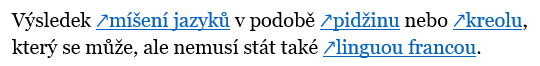 Výsledek ↗míšení jazyků v podobě ↗pidžinu nebo ↗kreolu,
který se může, ale nemusí stát také ↗linguou francou.